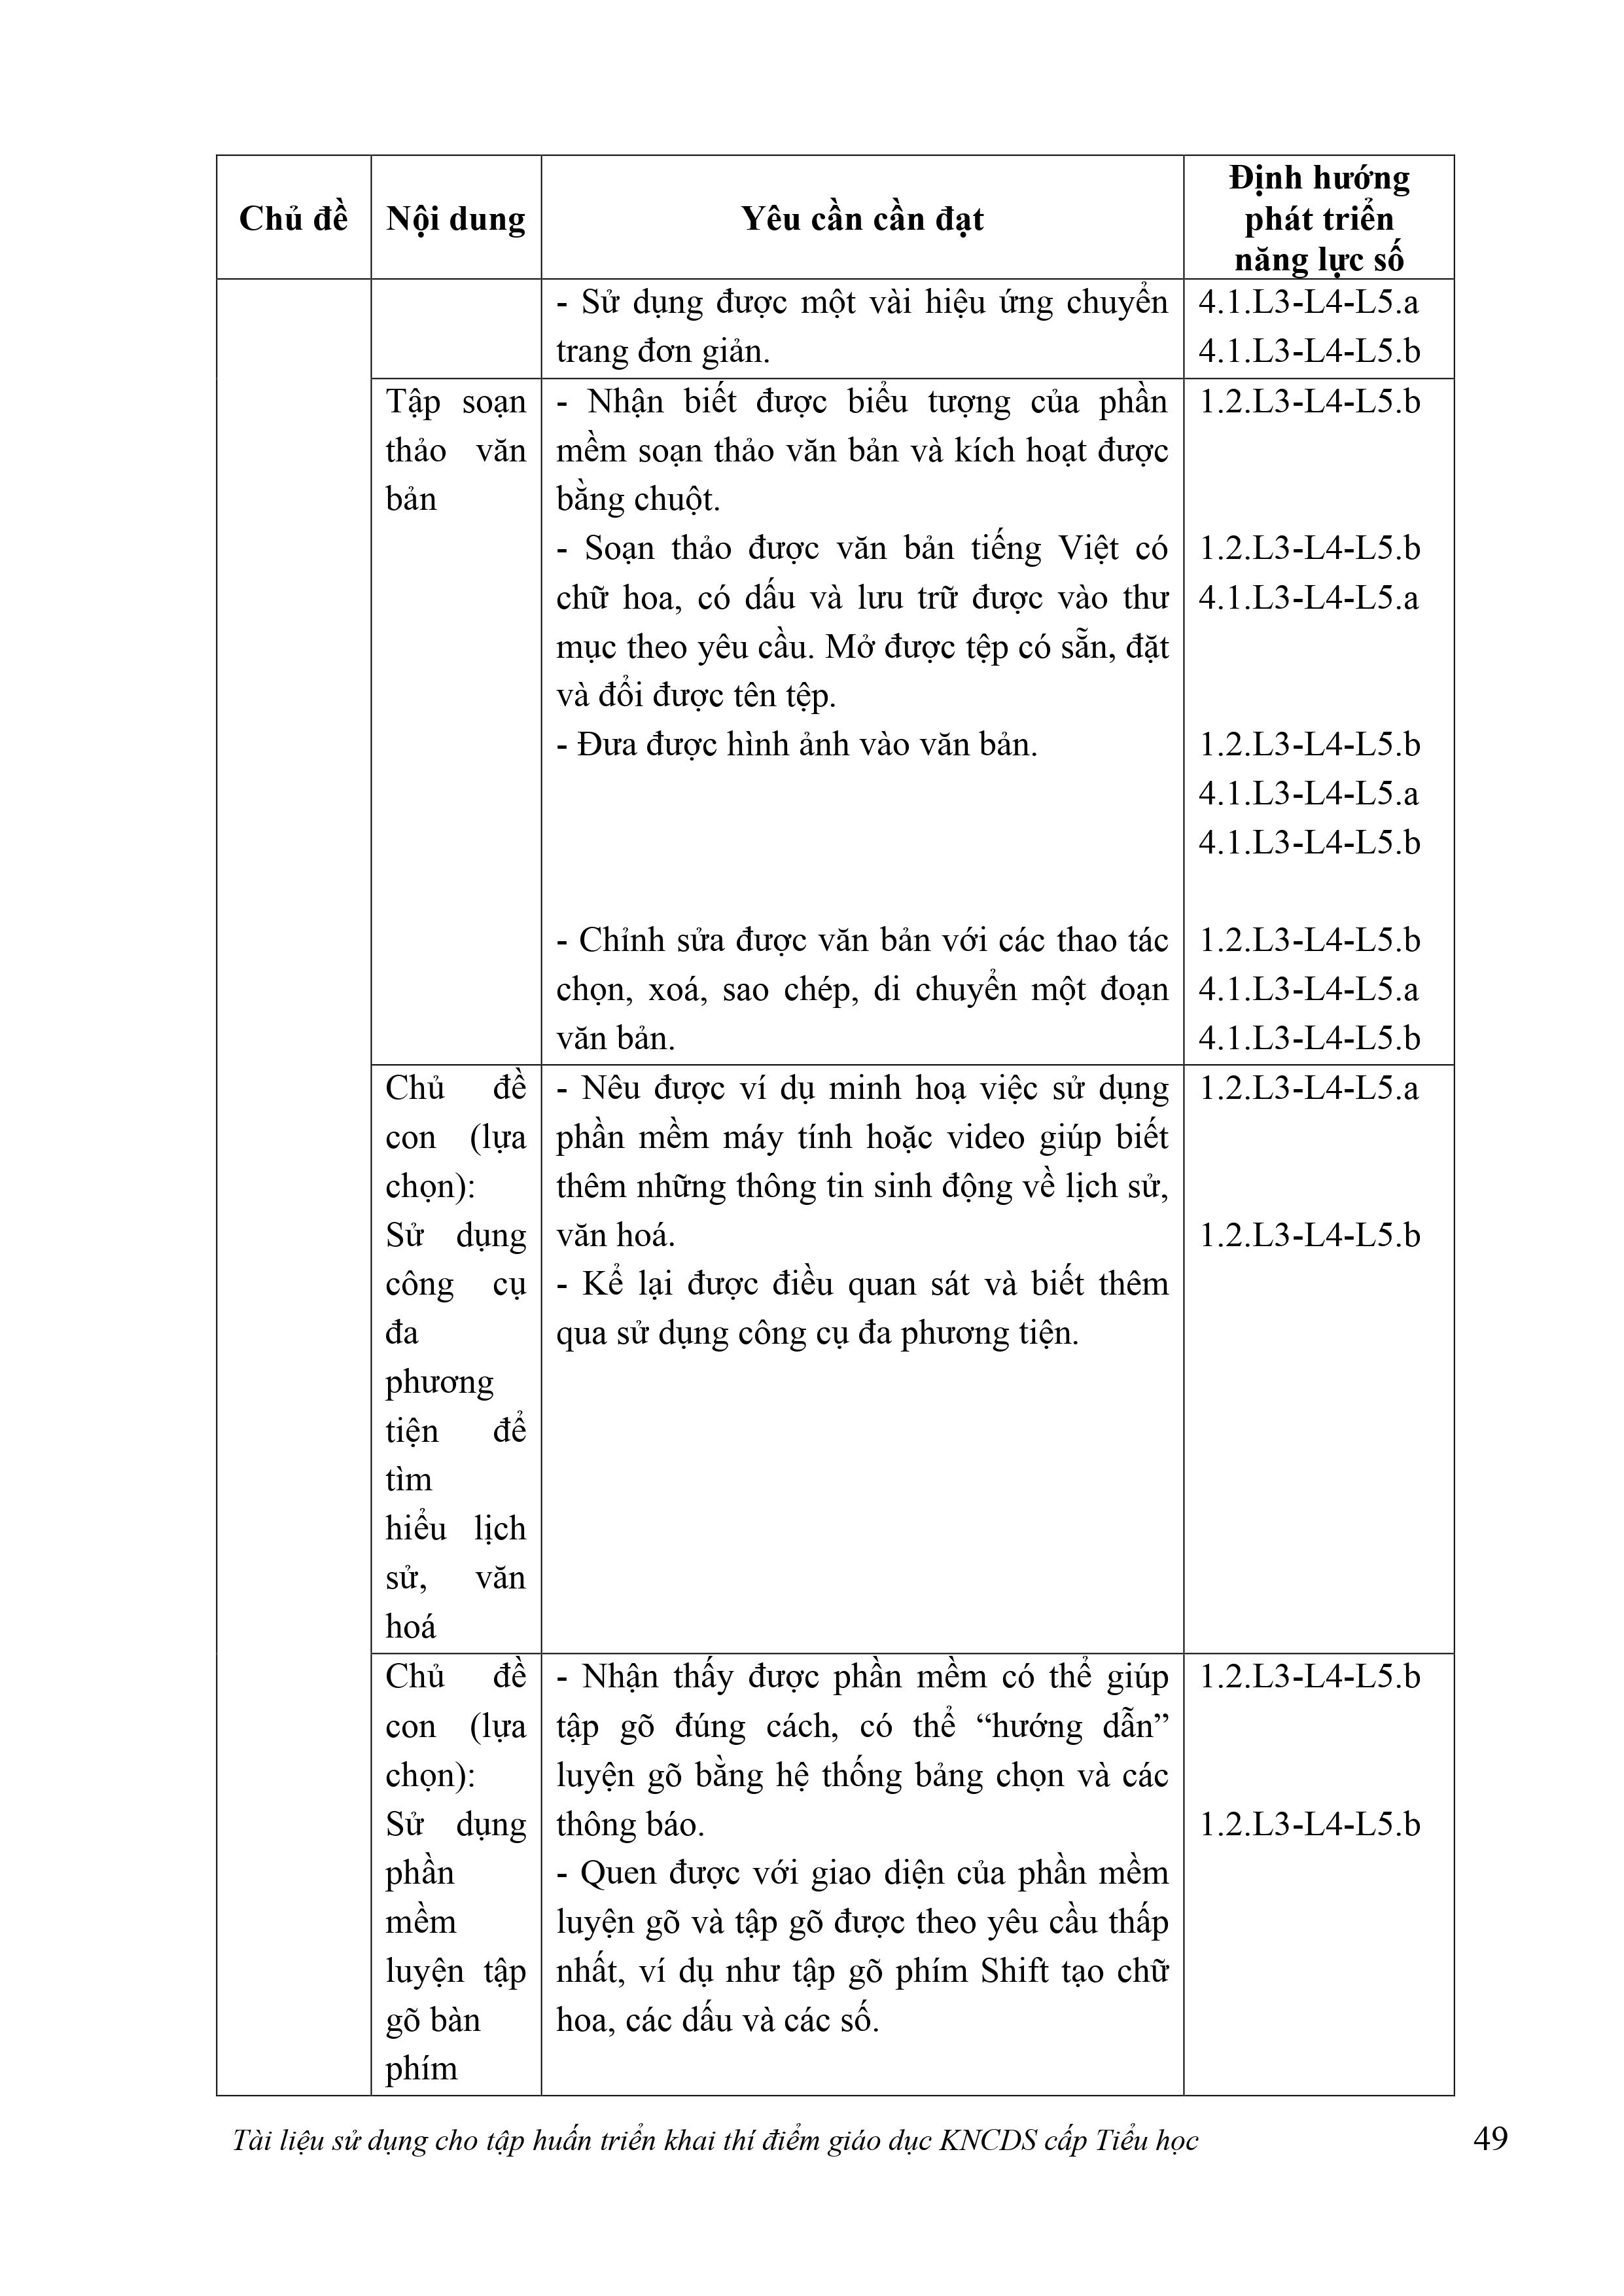 Chủ đề
Nội dung
Yêu cần cần đạt
Định hướng
phát triển
năng lực số
- Sử dụng được một vài hiệu ứng chuyển
trang đơn giản.
4.1.L3-L4-L5.a
4.1.L3-L4-L5.b
Tập soạn
thảo văn
bản
- Nhận biết được biểu tượng của phần
mềm soạn thảo văn bản và kích hoạt được
bằng chuột.
- Soạn thảo được văn bản tiếng Việt có
chữ hoa, có dấu và lưu trữ được vào thư
mục theo yêu cầu. Mở được tệp có sẵn, đặt
và đổi được tên tệp.
- Đưa được hình ảnh vào văn bản.
- Chỉnh sửa được văn bản với các thao tác
chọn, xoá, sao chép, di chuyển một đoạn
văn bản.
1.2.L3-L4-L5.b
1.2.L3-L4-L5.b
4.1.L3-L4-L5.a
1.2.L3-L4-L5.b
4.1.L3-L4-L5.a
4.1.L3-L4-L5.b
1.2.L3-L4-L5.b
4.1.L3-L4-L5.a
4.1.L3-L4-L5.b
Chủ đề
con (lựa
chọn):
Sử dụng
công cụ
đa
phương
tiện để
tìm
hiểu lịch
sử, văn
hoá
- Nêu được ví dụ minh hoạ việc sử dụng
phần mềm máy tính hoặc video giúp biết
thêm những thông tin sinh động về lịch sử,
văn hoá.
- Kể lại được điều quan sát và biết thêm
qua sử dụng công cụ đa phương tiện.
1.2.L3-L4-L5.a
1.2.L3-L4-L5.b
Chủ đề
con (lựa
chọn):
Sử dụng
phần
mềm
luyện tập
gõ bàn
phím
- Nhận thấy được phần mềm có thể giúp
tập gõ đúng cách, có thể “hướng dẫn”
luyện gõ bằng hệ thống bảng chọn và các
thông báo.
- Quen được với giao diện của phần mềm
luyện gõ và tập gõ được theo yêu cầu thấp
nhất, ví dụ như tập gõ phím Shift tạo chữ
hoa, các dấu và các số.
1.2.L3-L4-L5.b
1.2.L3-L4-L5.b
Tài liệu sử dụng cho tập huấn triển khai thí điểm giáo dục KNCDS cấp Tiểu học
49